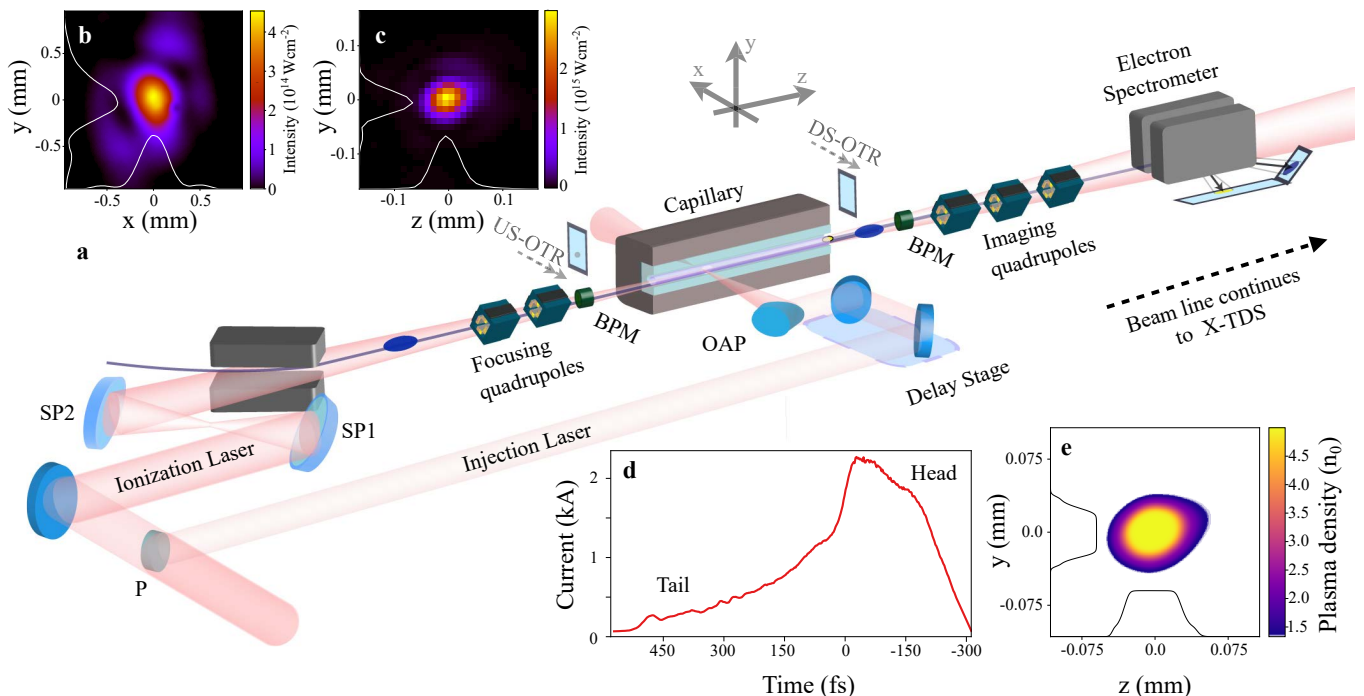 b
y (mm)
0.5
0
-0.5
-0.5
0
0.5
x (mm)
4
3
2
1
0
Intensity (10¹⁴ Wcm⁻²)
c
y (mm)
0.1
0
-0.1
-0.1
0
0.1
z (mm)
2
1
0
Intensity (10¹⁵ Wcm⁻²)
y
x
z
Electron
Spectrometer
DS-OTR
Capillary
US-OTR
a
BPM
Imaging
quadrupoles
Beam line continues
to X-TDS
BPM
OAP
Focusing
quadrupoles
Delay Stage
SP2
SP1
Ionization Laser
Injection Laser
P
d
Head
Tail
Current (kA)
2
1
0
450
300
150
0
-150
-300
Time (fs)
e
y (mm)
0.075
0.0
-0.075
-0.075
0.0
0.075
z (mm)
4.5
4.0
3.5
3.0
2.5
2.0
1.5
Plasma density (n₀)